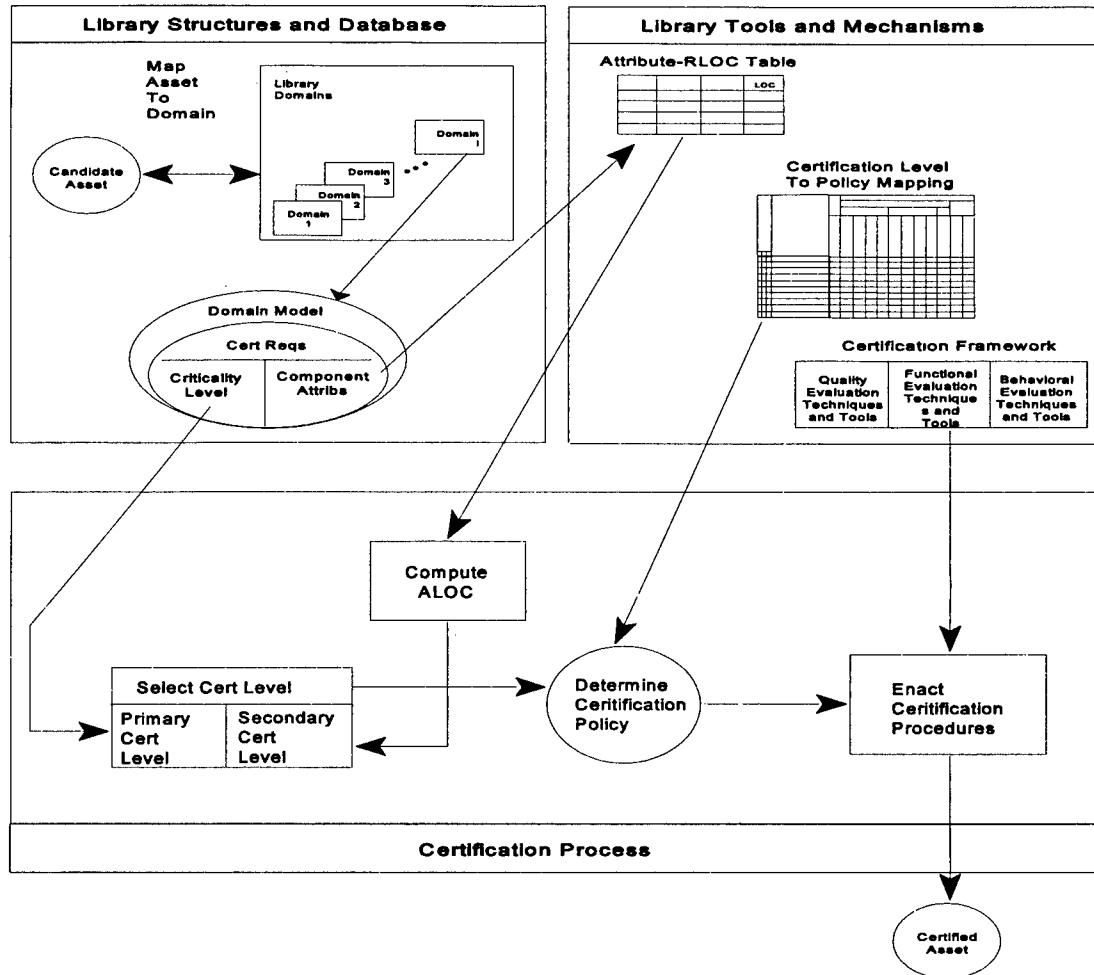 Library Structures and Database
Map
Asset
To
Domain
Library
Domains
Domain
I
Domain
3
Domain
2
Domain
1
Candidate
Asset
Domain Model
Cert Reqs
Criticality
Level
Component
Attribs
Library Tools and Mechanisms
Attribute-RLOC Table
LOC
Certification Level
To Policy Mapping
Certification Framework
Quality
Evaluation
Techniques
and Tools
Functional
Evaluation
Technique
s and
Tools
Behavioral
Evaluation
Techniques
and Tools
Compute
ALOC
Select Cert Level
Primary
Cert
Level
Secondary
Cert
Level
Determine
Ceritification
Policy
Enact
Ceritification
Procedures
Certification Process
Certified
Asset